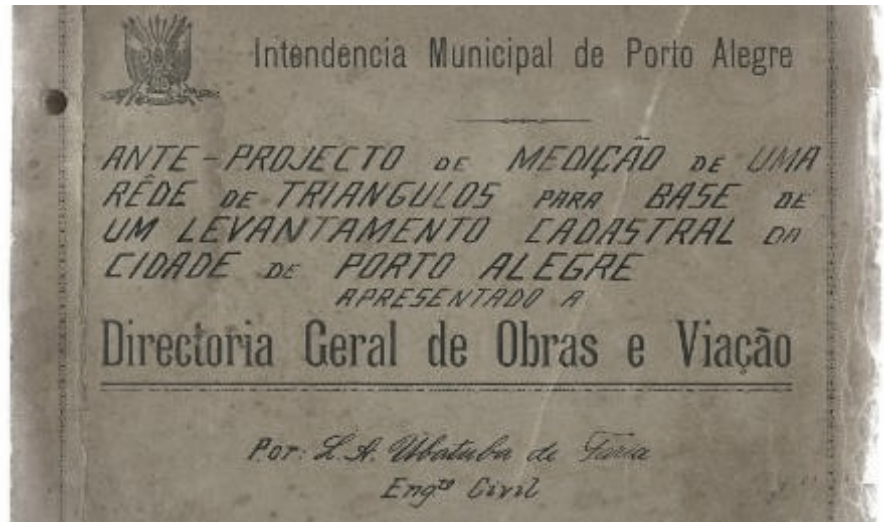 Intendencia Municipal de Porto Alegre
ANTE-PROJECTO DE MEDIÇÃO DE UMA
RÊDE DE TRIANGULOS PARA BASE DE
UM LEVANTAMENTO CADASTRAL DA
CIDADE DE PORTO ALEGRE
APRESENTADO A
Directoria Geral de Obras e Viação
Por: L. A. Ubatuba de Faria
Engº Civil